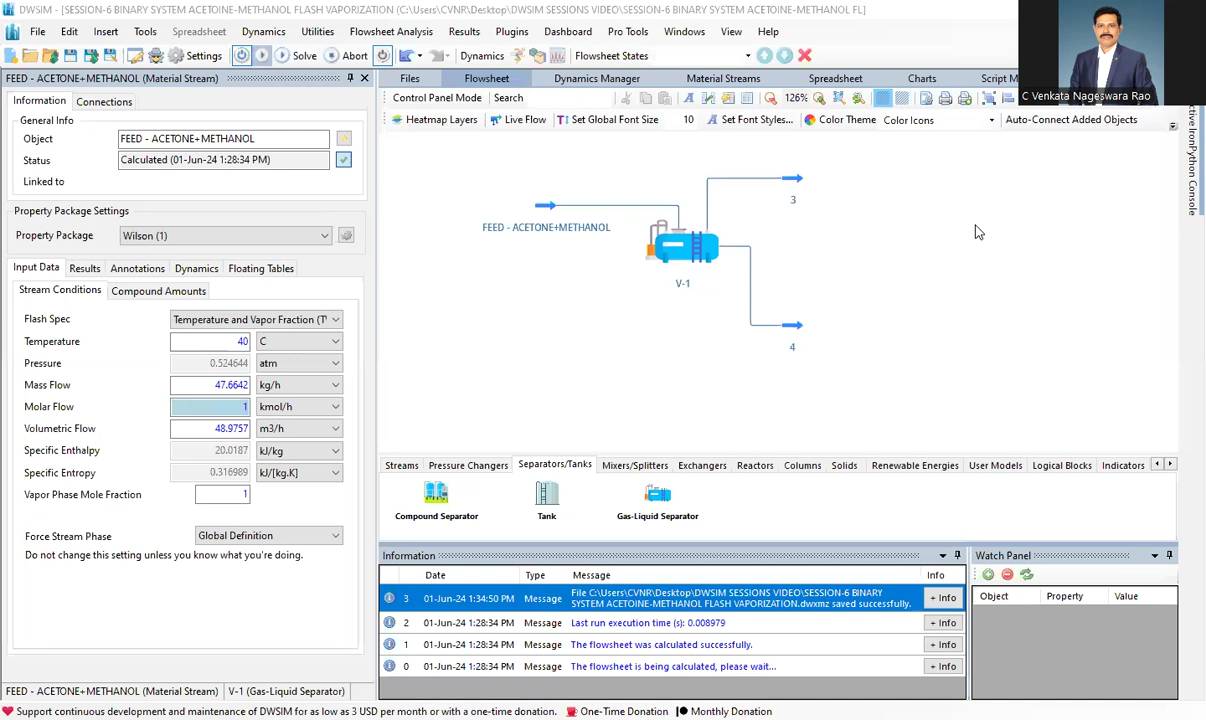 DWSIM - [SESSION-6 BINARY SYSTEM ACETOINE-METHANOL FLASH VAPORIZATION (C:\Users\CVNR\Desktop\DWSIM SESSIONS VIDEO\SESSION-6 BINARY SYSTEM ACETOINE-METHANOL FL]
File Edit Insert Tools Spreadsheet Dynamics Utilities Flowsheet Analysis Results Plugins Dashboard Pro Tools Windows View Help
Settings Solve Abort Dynamics Flowsheet States
FEED - ACETONE+METHANOL (Material Stream)
Files Flowsheet Dynamics Manager Material Streams Spreadsheet Charts Script M
C Venkata Nageswara Rao
Information Connections
Control Panel Mode Search 126%
General Info
Heatmap Layers Live Flow Set Global Font Size 10 Set Font Styles... Color Theme Color Icons Auto-Connect Added Objects
Object FEED - ACETONE+METHANOL
Status Calculated (01-Jun-24 1:28:34 PM)
Linked to
Property Package Settings
Property Package Wilson (1)
Input Data Results Annotations Dynamics Floating Tables
Stream Conditions Compound Amounts
Flash Spec Temperature and Vapor Fraction (T
Temperature 40 C
Pressure 0.524644 atm
Mass Flow 47.6642 kg/h
Molar Flow 1 kmol/h
Volumetric Flow 48.9757 m3/h
Specific Enthalpy 20.0187 kJ/kg
Specific Entropy 0.316989 kJ/[kg.K]
Vapor Phase Mole Fraction 1
Force Stream Phase Global Definition
Do not change this setting unless you know what you're doing.
3
FEED - ACETONE+METHANOL
V-1
4
ctive IronPython Console
Streams Pressure Changers Separators/Tanks Mixers/Splitters Exchangers Reactors Columns Solids Renewable Energies User Models Logical Blocks Indicators
Compound Separator Tank Gas-Liquid Separator
Information
Date Type Message Info
3 01-Jun-24 1:34:50 PM Message File C:\Users\CVNR\Desktop\DWSIM SESSIONS VIDEO\SESSION-6 BINARY
SYSTEM ACETOINE-METHANOL FLASH VAPORIZATION.dwxmz saved successfully. + Info
2 01-Jun-24 1:28:34 PM Message Last run execution time (s): 0.008979 + Info
1 01-Jun-24 1:28:34 PM Message The flowsheet was calculated successfully. + Info
0 01-Jun-24 1:28:34 PM Message The flowsheet is being calculated, please wait... + Info
Watch Panel
Object Property Value
FEED - ACETONE+METHANOL (Material Stream) V-1 (Gas-Liquid Separator)
Support continuous development and maintenance of DWSIM for as low as 3 USD per month or with a one-time donation. One-Time Donation Monthly Donation